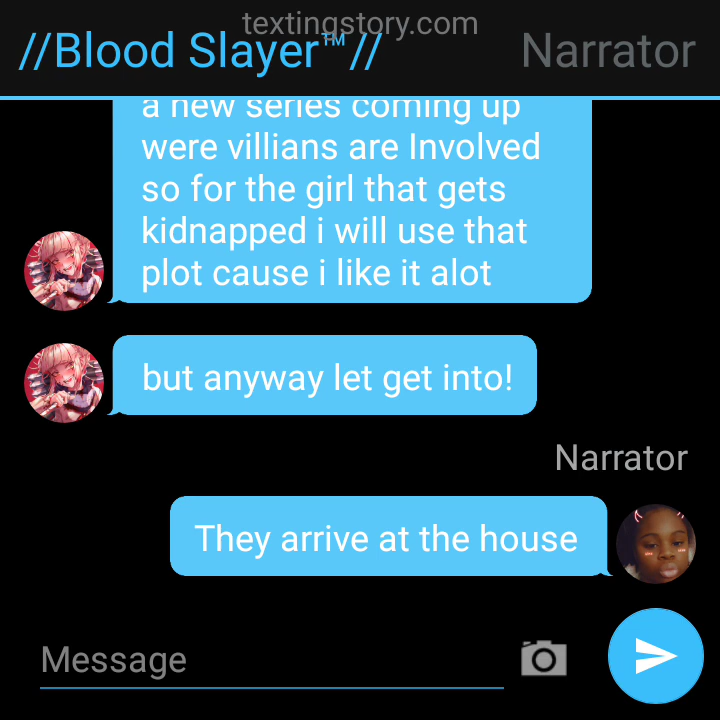 textingstory.com
//Blood Slayer™//
Narrator
a new series coming up
were villians are Involved
so for the girl that gets
kidnapped i will use that
plot cause i like it alot
but anyway let get into!
Narrator
They arrive at the house
Message